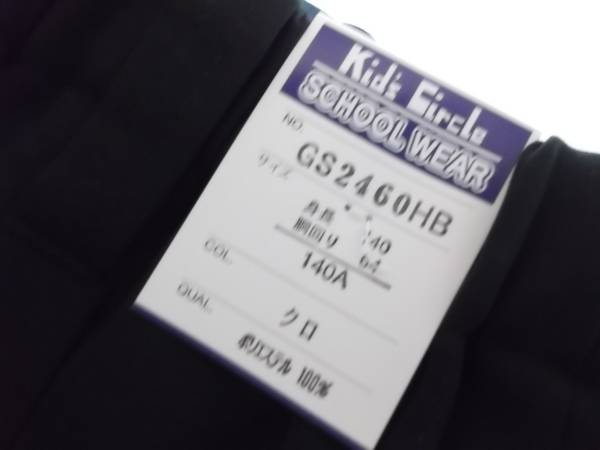 Kid's Circle
SCHOOL WEAR
NO. GS2460HB
サイズ 身長 140
胴回り 64
140A
COL. クロ
QUAL. ポリエステル 100%